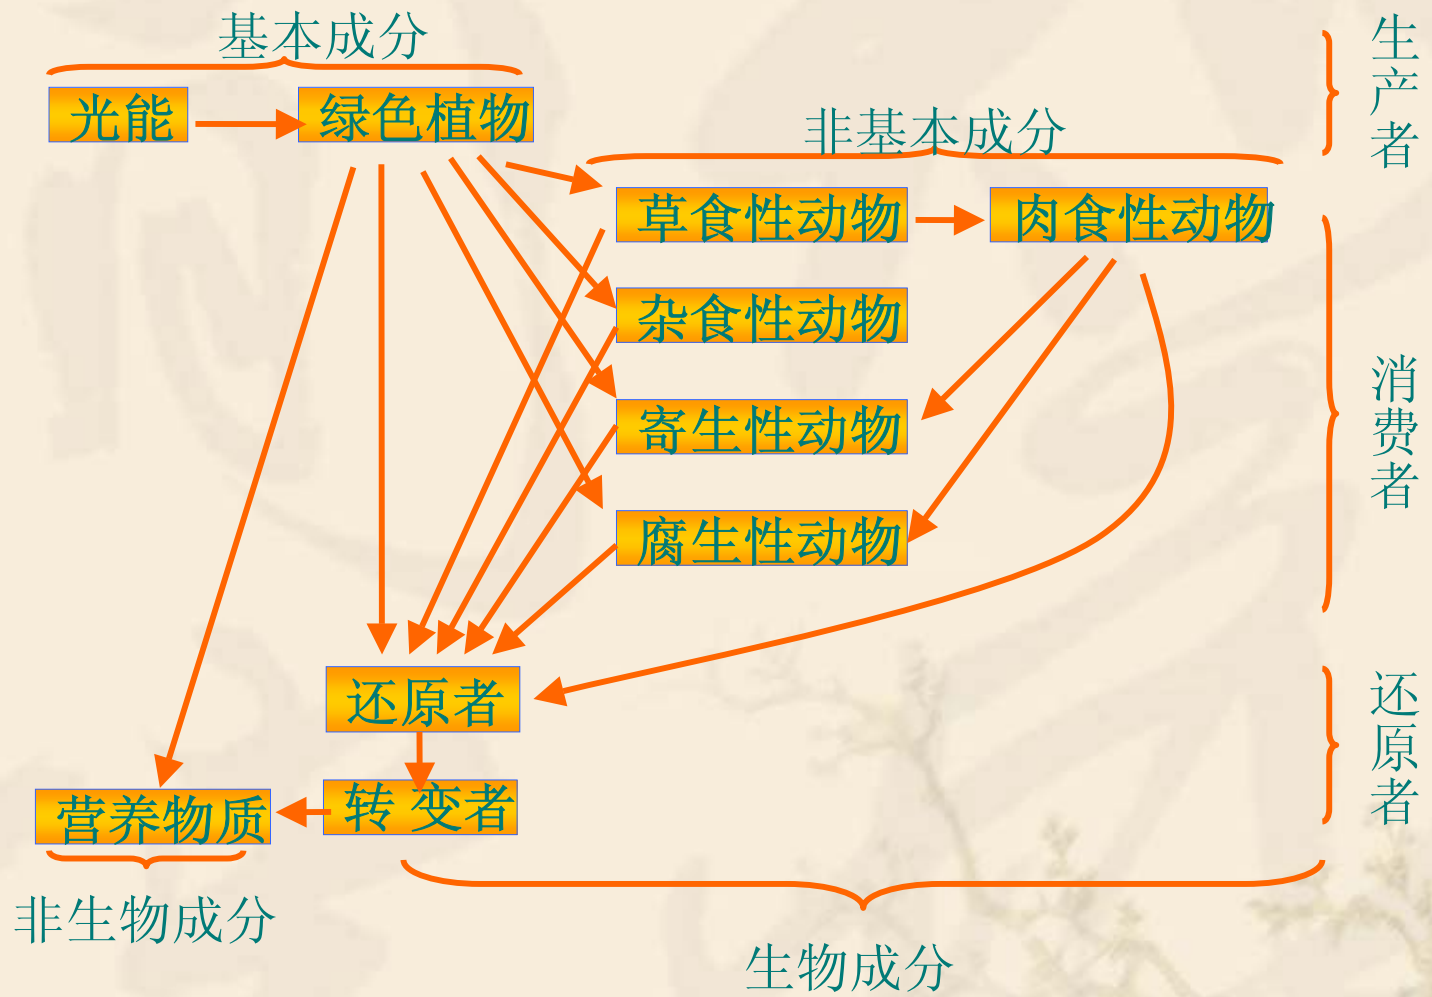 基本成分
光能
绿色植物
生产者
非基本成分
草食性动物
肉食性动物
杂食性动物
寄生性动物
腐生性动物
消费者
还原者
还原者
转 变者
营养物质
非生物成分
生物成分